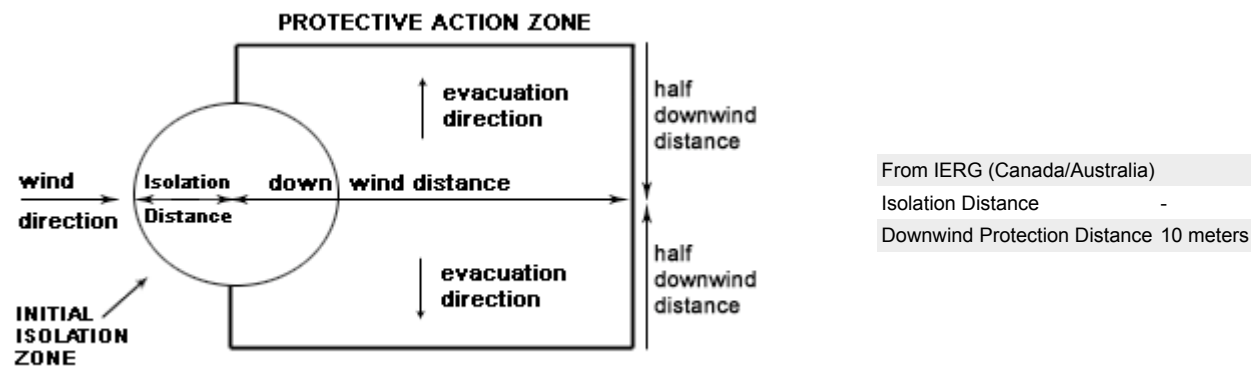 PROTECTIVE ACTION ZONE
evacuation
direction
half
downwind
distance
wind
direction
Isolation
Distance
down wind distance
evacuation
direction
half
downwind
distance
INITIAL
ISOLATION
ZONE
From IERG (Canada/Australia)
Isolation Distance -
Downwind Protection Distance 10 meters